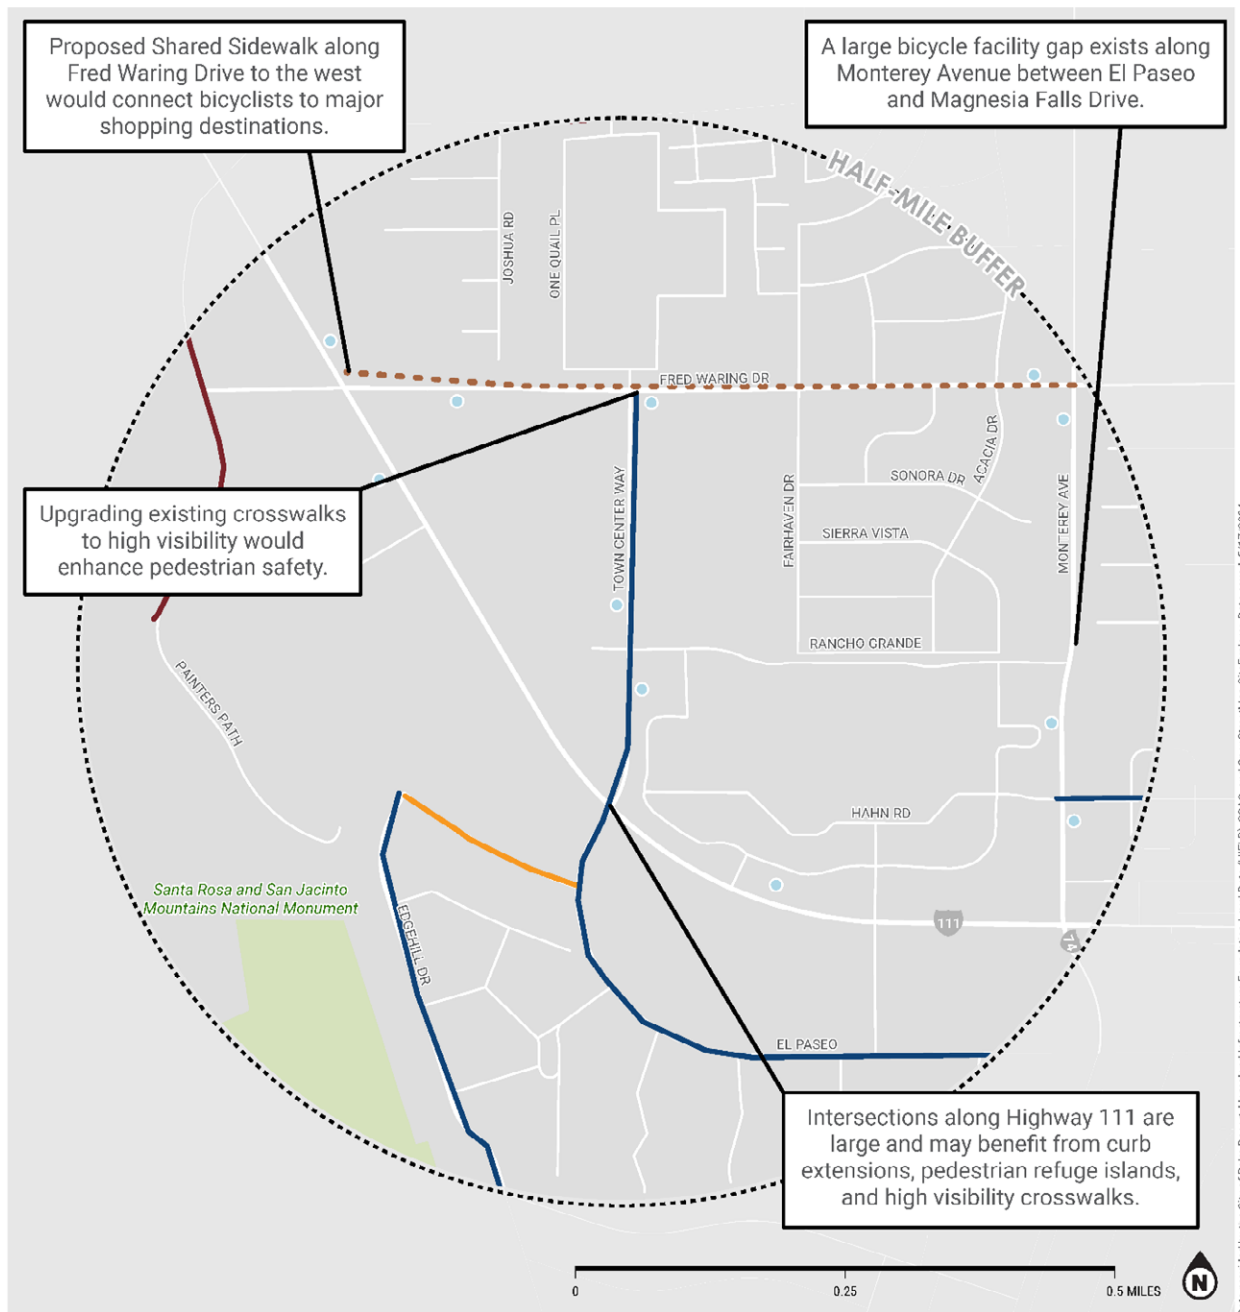 Proposed Shared Sidewalk along
Fred Waring Drive to the west
would connect bicyclists to major
shopping destinations.
A large bicycle facility gap exists along
Monterey Avenue between El Paseo
and Magnesia Falls Drive.
HALF-MILE BUFFER
JOSHUA RD
ONE QUAIL PL
FRED WARING DR
ACACIA DR
SONORA DR
TOWN CENTER WAY
FAIRHAVEN DR
SIERRA VISTA
MONTEREY AVE
Upgrading existing crosswalks
to high visibility would
enhance pedestrian safety.
RANCHO GRANDE
PAINTERS PATH
HAHN RD
Santa Rosa and San Jacinto
Mountains National Monument
EDGEHILL DR
111
74
EL PASEO
Intersections along Highway 111 are
large and may benefit from curb
extensions, pedestrian refuge islands,
and high visibility crosswalks.
0
0.25
0.5 MILES
N